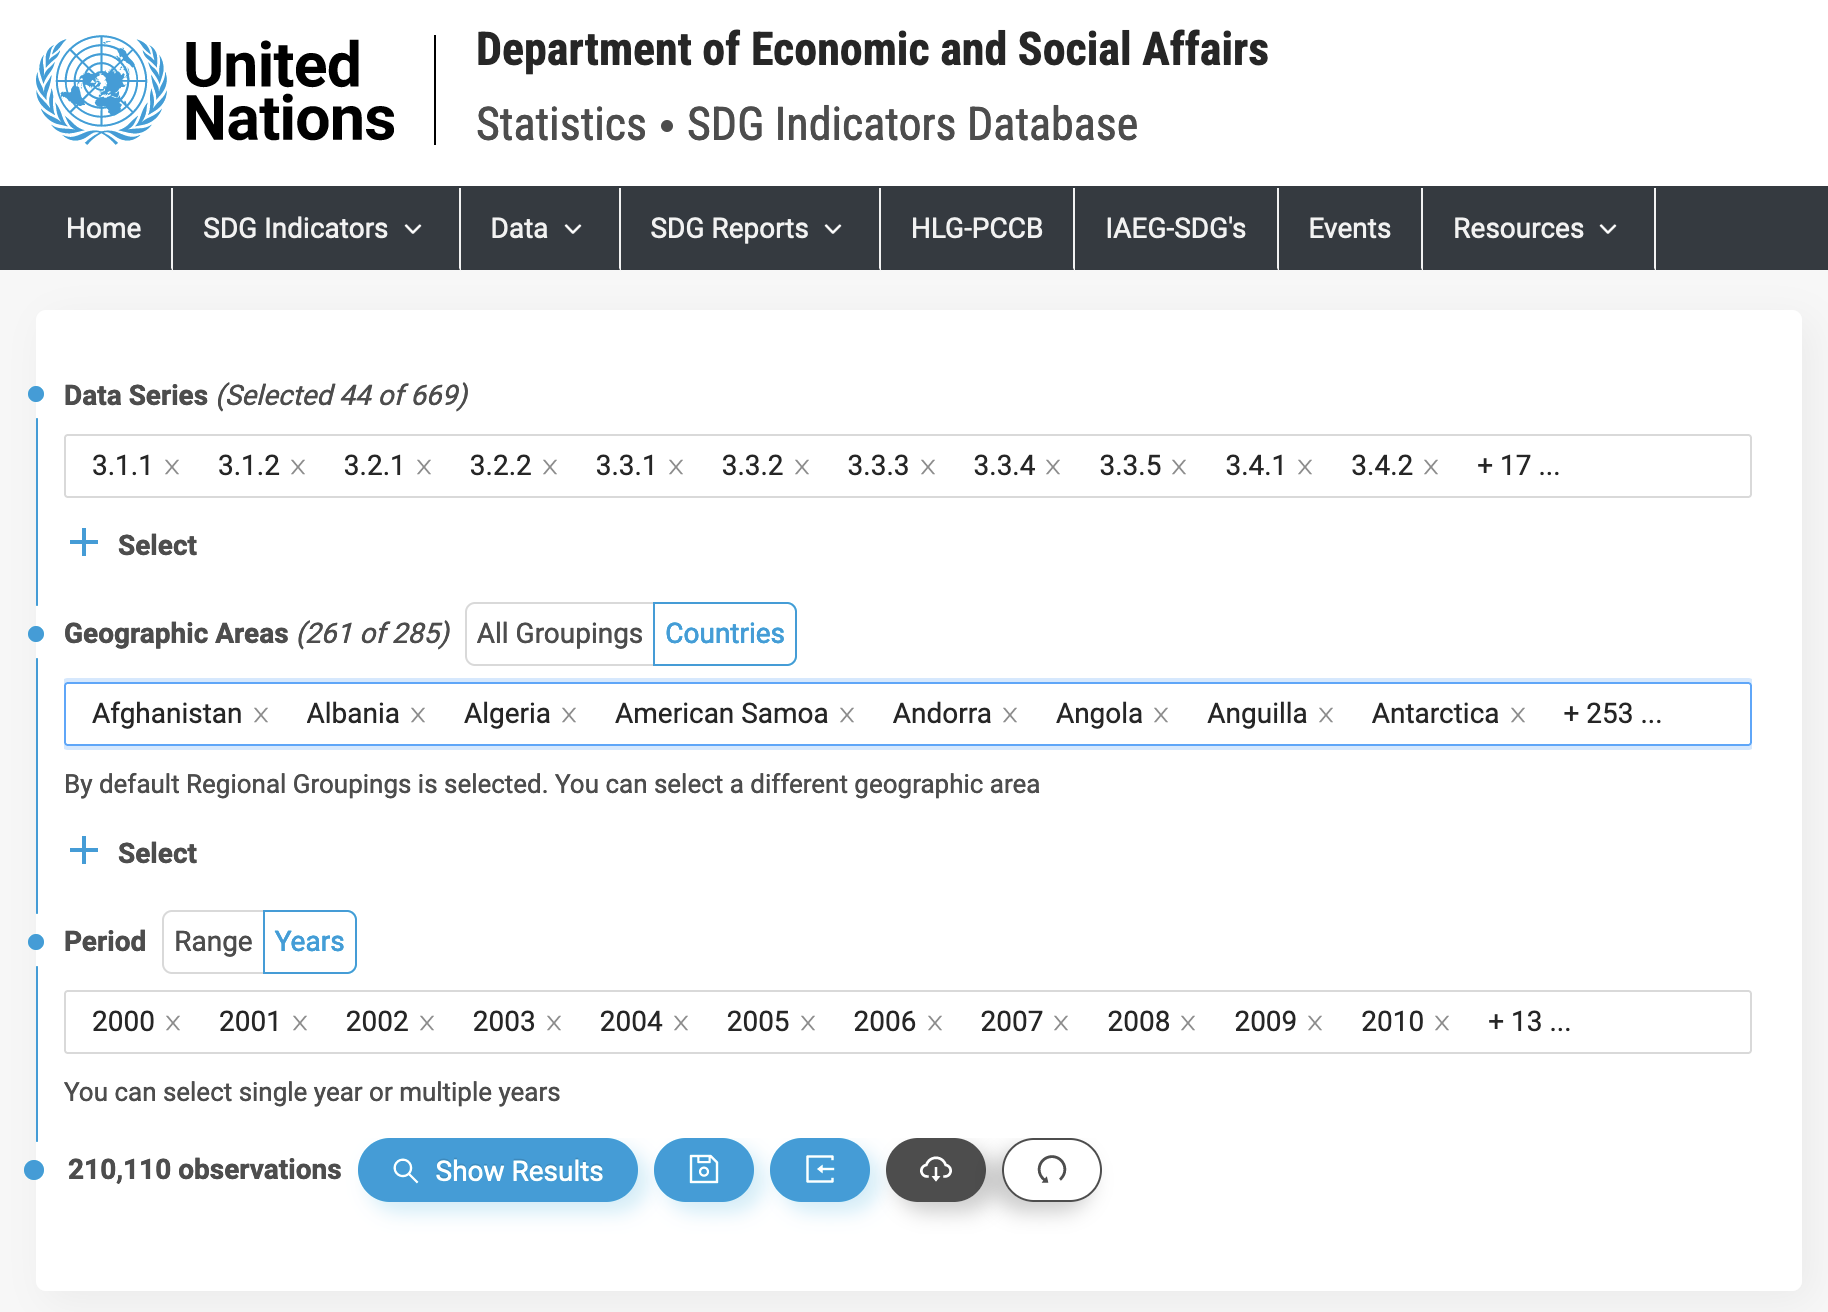 United
Nations
Department of Economic and Social Affairs
Statistics • SDG Indicators Database
Home SDG Indicators Data SDG Reports HLG-PCCB IAEG-SDG's Events Resources
Data Series (Selected 44 of 669)
3.1.1 x 3.1.2 x 3.2.1 x 3.2.2 x 3.3.1 x 3.3.2 x 3.3.3 x 3.3.4 x 3.3.5 x 3.4.1 x 3.4.2 x + 17 ...
+ Select
Geographic Areas (261 of 285) All Groupings Countries
Afghanistan x Albania x Algeria x American Samoa x Andorra x Angola x Anguilla x Antarctica x + 253 ...
By default Regional Groupings is selected. You can select a different geographic area
+ Select
Period Range Years
2000 x 2001 x 2002 x 2003 x 2004 x 2005 x 2006 x 2007 x 2008 x 2009 x 2010 x + 13 ...
You can select single year or multiple years
210,110 observations Show Results